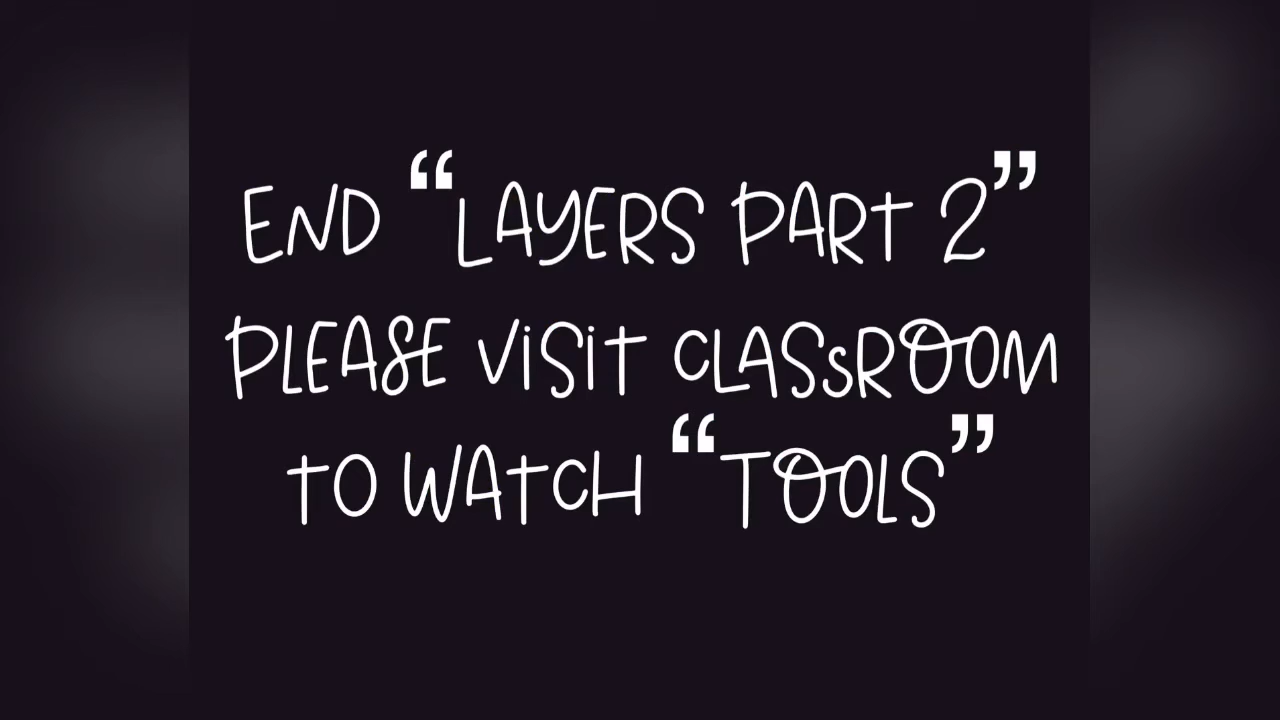 END “LAYERS PART 2”
PLEASE VISIT CLASSROOM
TO WATCH “TOOLS”